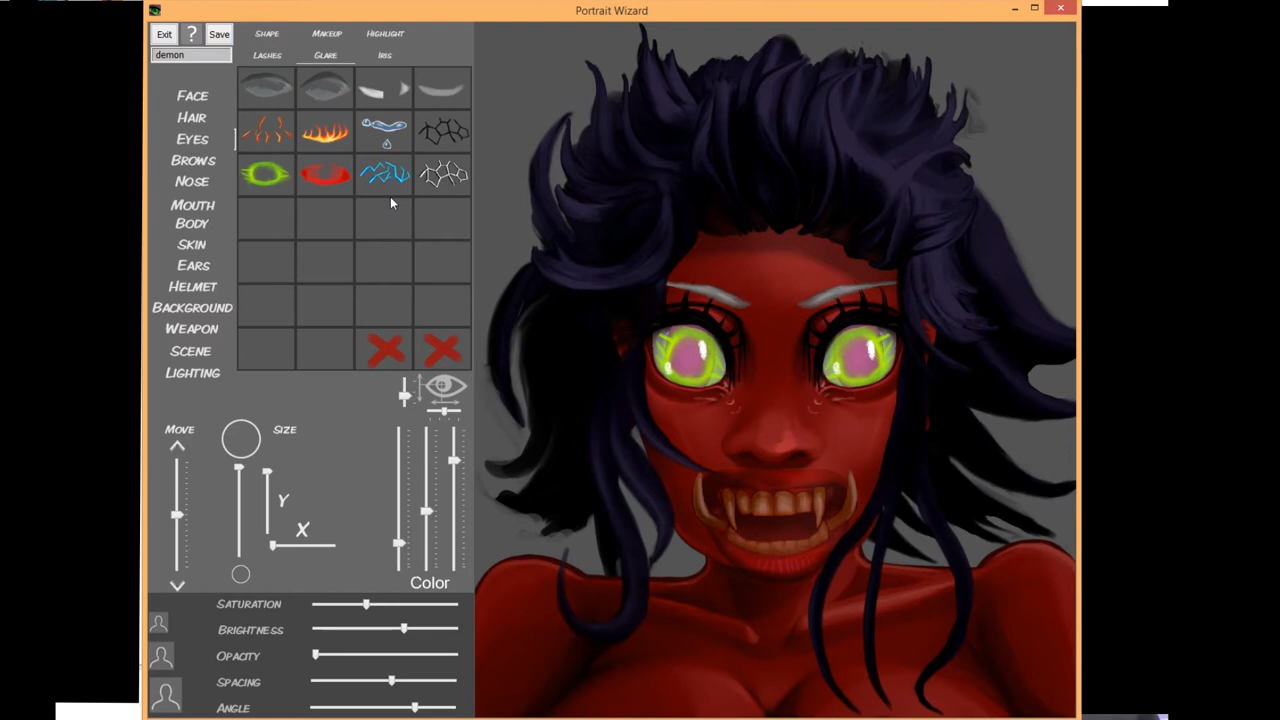 Portrait Wizard
Exit ? Save
demon
SHAPE MAKEUP HIGHLIGHT
LASHES GLARE IRIS
FACE
HAIR
EYES
BROWS
NOSE
MOUTH
BODY
SKIN
EARS
HELMET
BACKGROUND
WEAPON
SCENE
LIGHTING
MOVE SIZE
Y
X
Color
SATURATION
BRIGHTNESS
OPACITY
SPACING
ANGLE